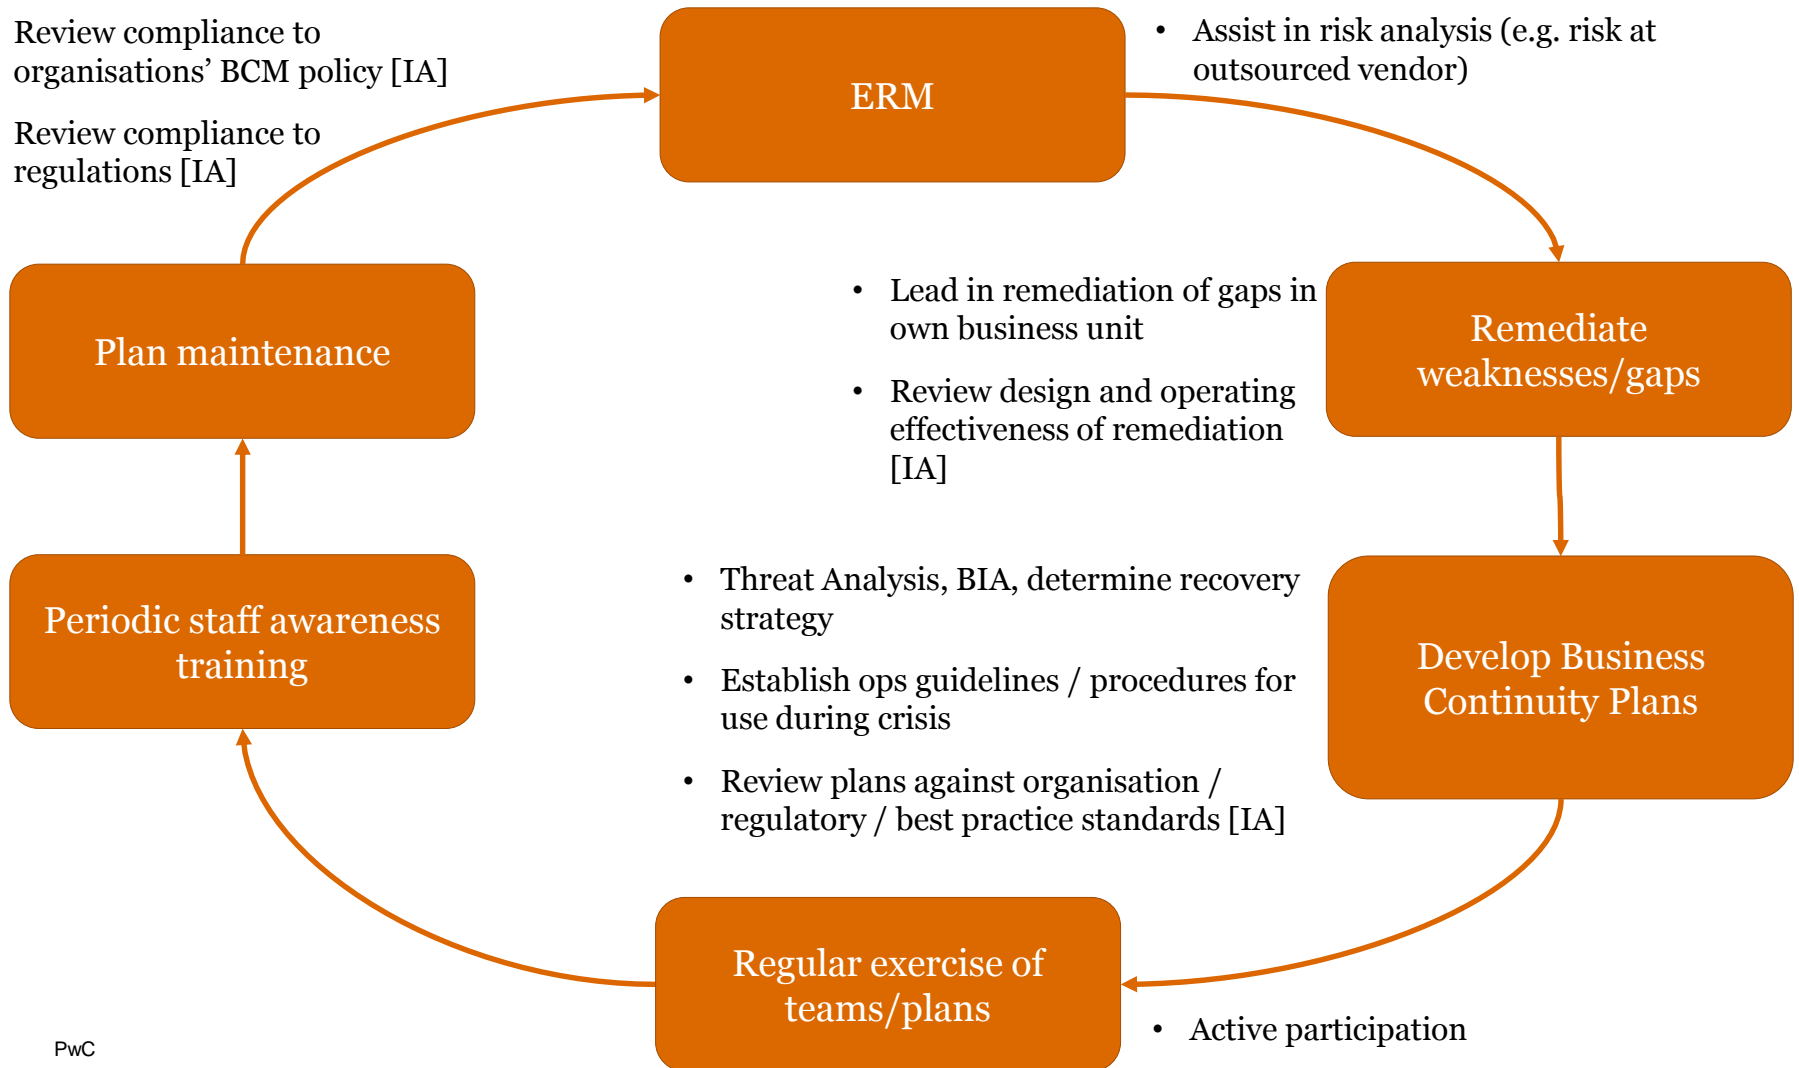 Review compliance to
organisations’ BCM policy [IA]
Review compliance to
regulations [IA]
ERM
• Assist in risk analysis (e.g. risk at
outsourced vendor)
Plan maintenance
• Lead in remediation of gaps in
own business unit
• Review design and operating
effectiveness of remediation
[IA]
Remediate
weaknesses/gaps
Periodic staff awareness
training
• Threat Analysis, BIA, determine recovery
strategy
• Establish ops guidelines / procedures for
use during crisis
• Review plans against organisation /
regulatory / best practice standards [IA]
Develop Business
Continuity Plans
Regular exercise of
teams/plans
• Active participation
PwC